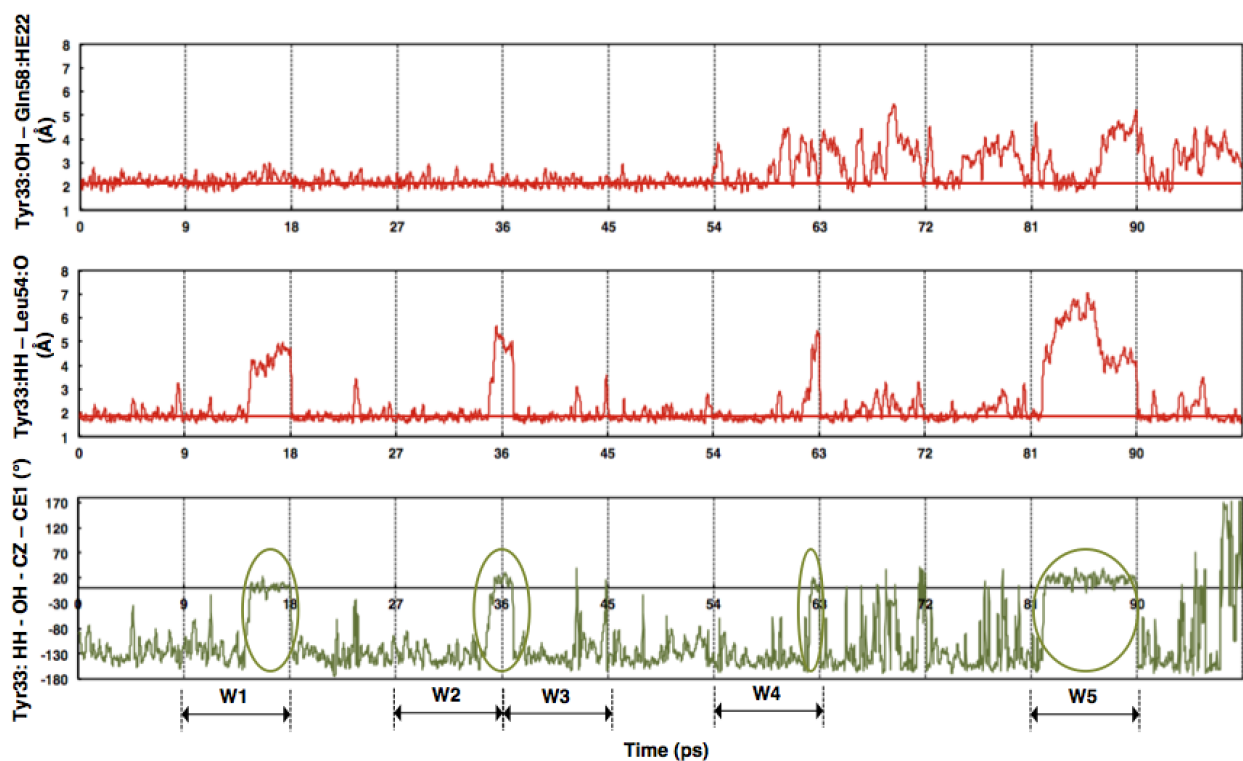 Tyr33:OH – Gln58:HE22
(Å)
8
7
6
5
4
3
2
1
0 9 18 27 36 45 54 63 72 81 90
Tyr33:HH – Leu54:O
(Å)
8
7
6
5
4
3
2
1
0 9 18 27 36 45 54 63 72 81 90
Tyr33: HH - OH - CZ – CE1 (°)
170
120
70
20
-30
-80
-130
-180
0 9 18 27 36 45 54 63 72 81 90
W1 W2 W3 W4 W5
Time (ps)